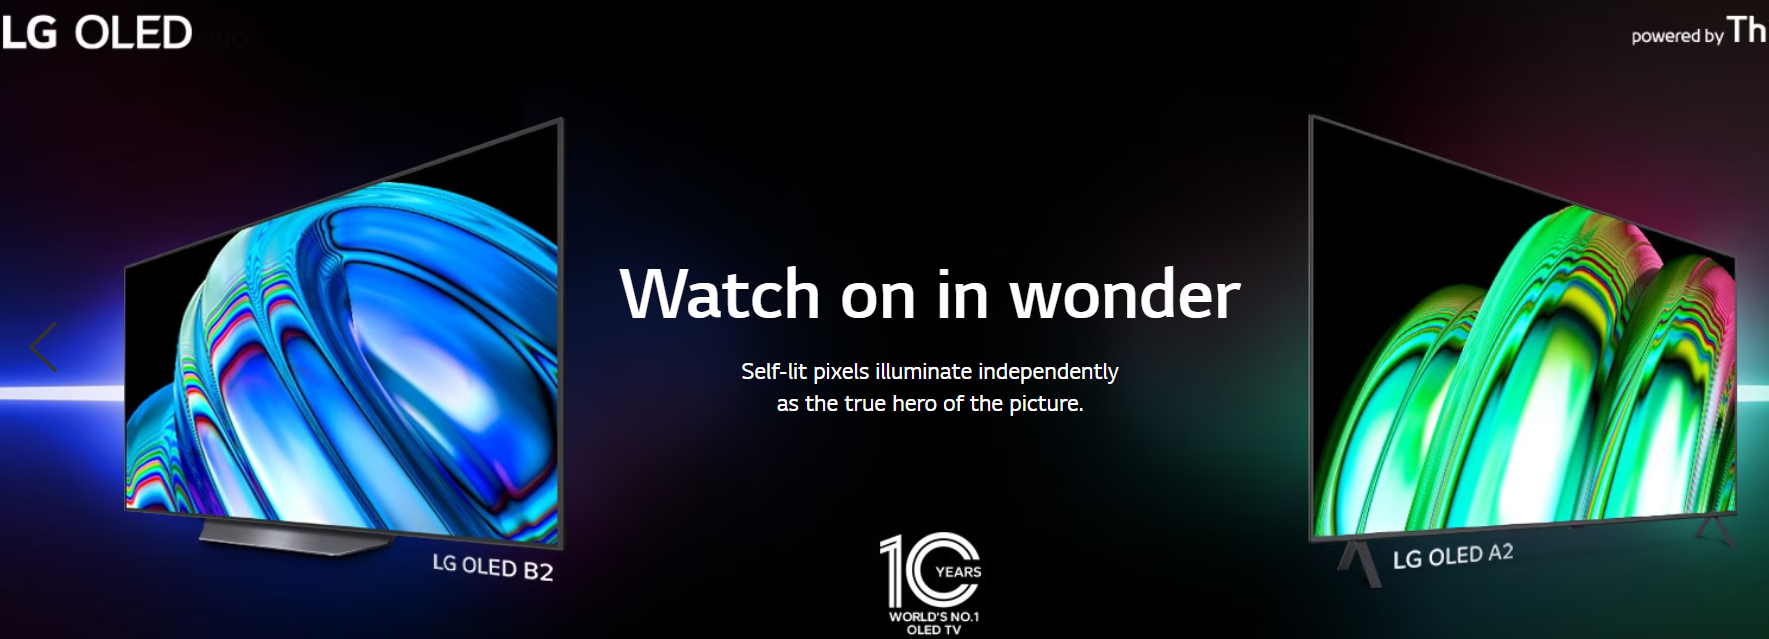 LG OLED
powered by Th
Watch on in wonder
Self-lit pixels illuminate independently
as the true hero of the picture.
LG OLED B2
LG OLED A2
10 YEARS
WORLD'S NO.1
OLED TV